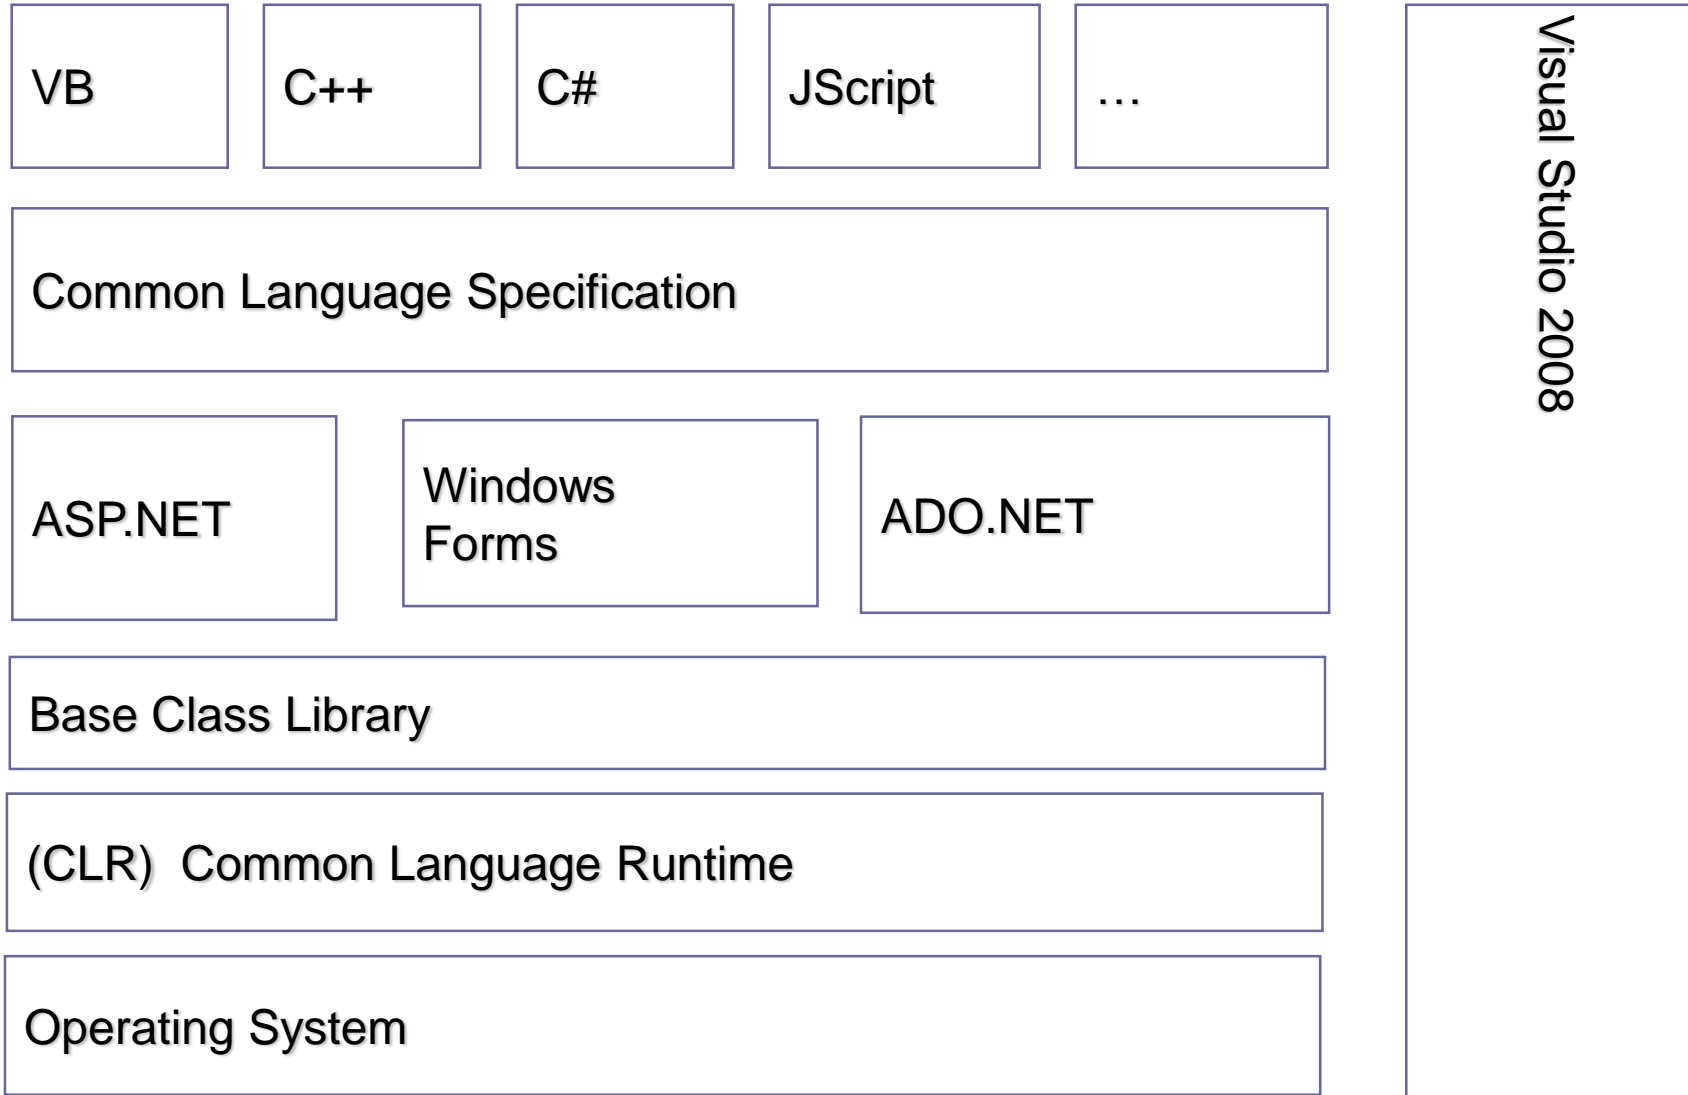 VB
C++
C#
JScript
…
Common Language Specification
ASP.NET
Windows
Forms
ADO.NET
Base Class Library
(CLR)  Common Language Runtime
Operating System
Visual Studio 2008